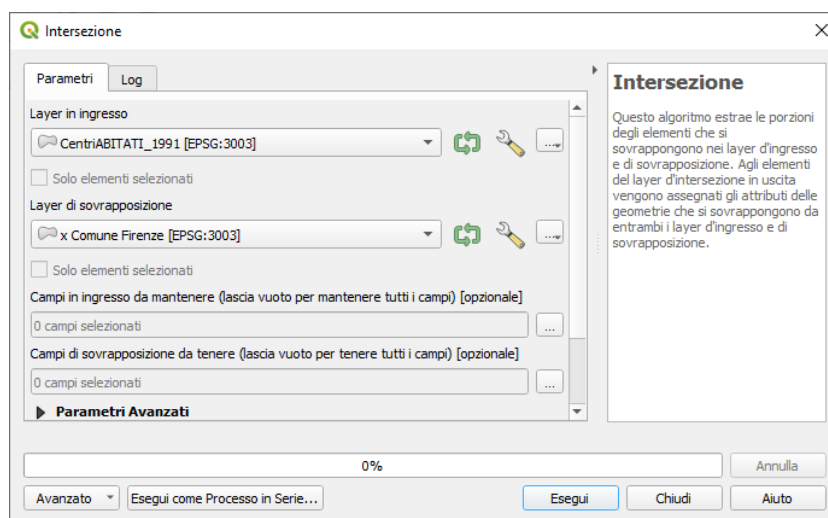 Intersezione
Parametri
Log
Layer in ingresso
CentriABITATI_1991 [EPSG:3003]
...
Solo elementi selezionati
Layer di sovrapposizione
x Comune Firenze [EPSG:3003]
...
Solo elementi selezionati
Campi in ingresso da mantenere (lascia vuoto per mantenere tutti i campi) [opzionale]
0 campi selezionati
...
Campi di sovrapposizione da tenere (lascia vuoto per tenere tutti i campi) [opzionale]
0 campi selezionati
...
Parametri Avanzati
Intersezione
Questo algoritmo estrae le porzioni
degli elementi che si
sovrappongono nei layer d'ingresso
e di sovrapposizione. Agli elementi
del layer d'intersezione in uscita
vengono assegnati gli attributi delle
geometrie che si sovrappongono da
entrambi i layer d'ingresso e di
sovrapposizione.
0%
Annulla
Avanzato
Esegui come Processo in Serie...
Esegui
Chiudi
Aiuto